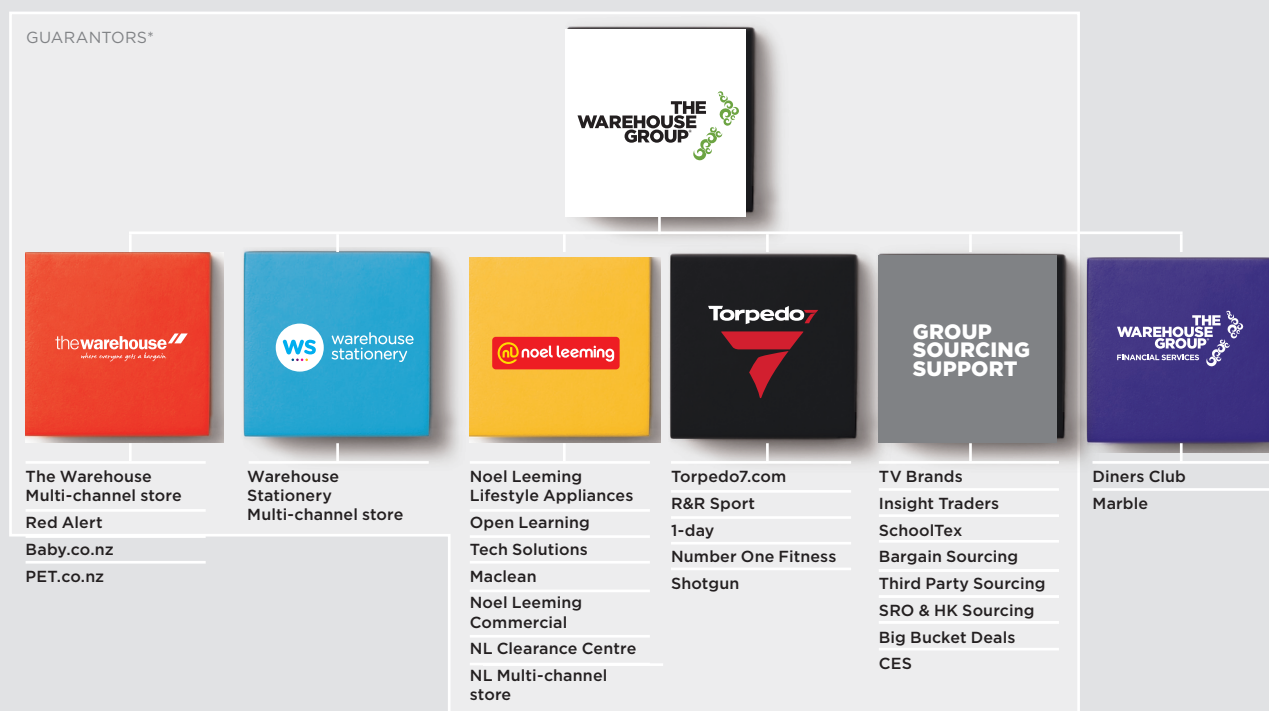 GUARANTORS*
THE
WAREHOUSE
GROUP
thewarehouse
where everyone gets a bargain
ws
warehouse
stationery
nl noel leeming
Torpedo7
GROUP
SOURCING
SUPPORT
THE
WAREHOUSE
GROUP
FINANCIAL SERVICES
The Warehouse
Multi-channel store
Red Alert
Baby.co.nz
PET.co.nz
Warehouse
Stationery
Multi-channel store
Noel Leeming
Lifestyle Appliances
Open Learning
Tech Solutions
Maclean
Noel Leeming
Commercial
NL Clearance Centre
NL Multi-channel
store
Torpedo7.com
R&R Sport
1-day
Number One Fitness
Shotgun
TV Brands
Insight Traders
SchoolTex
Bargain Sourcing
Third Party Sourcing
SRO & HK Sourcing
Big Bucket Deals
CES
Diners Club
Marble